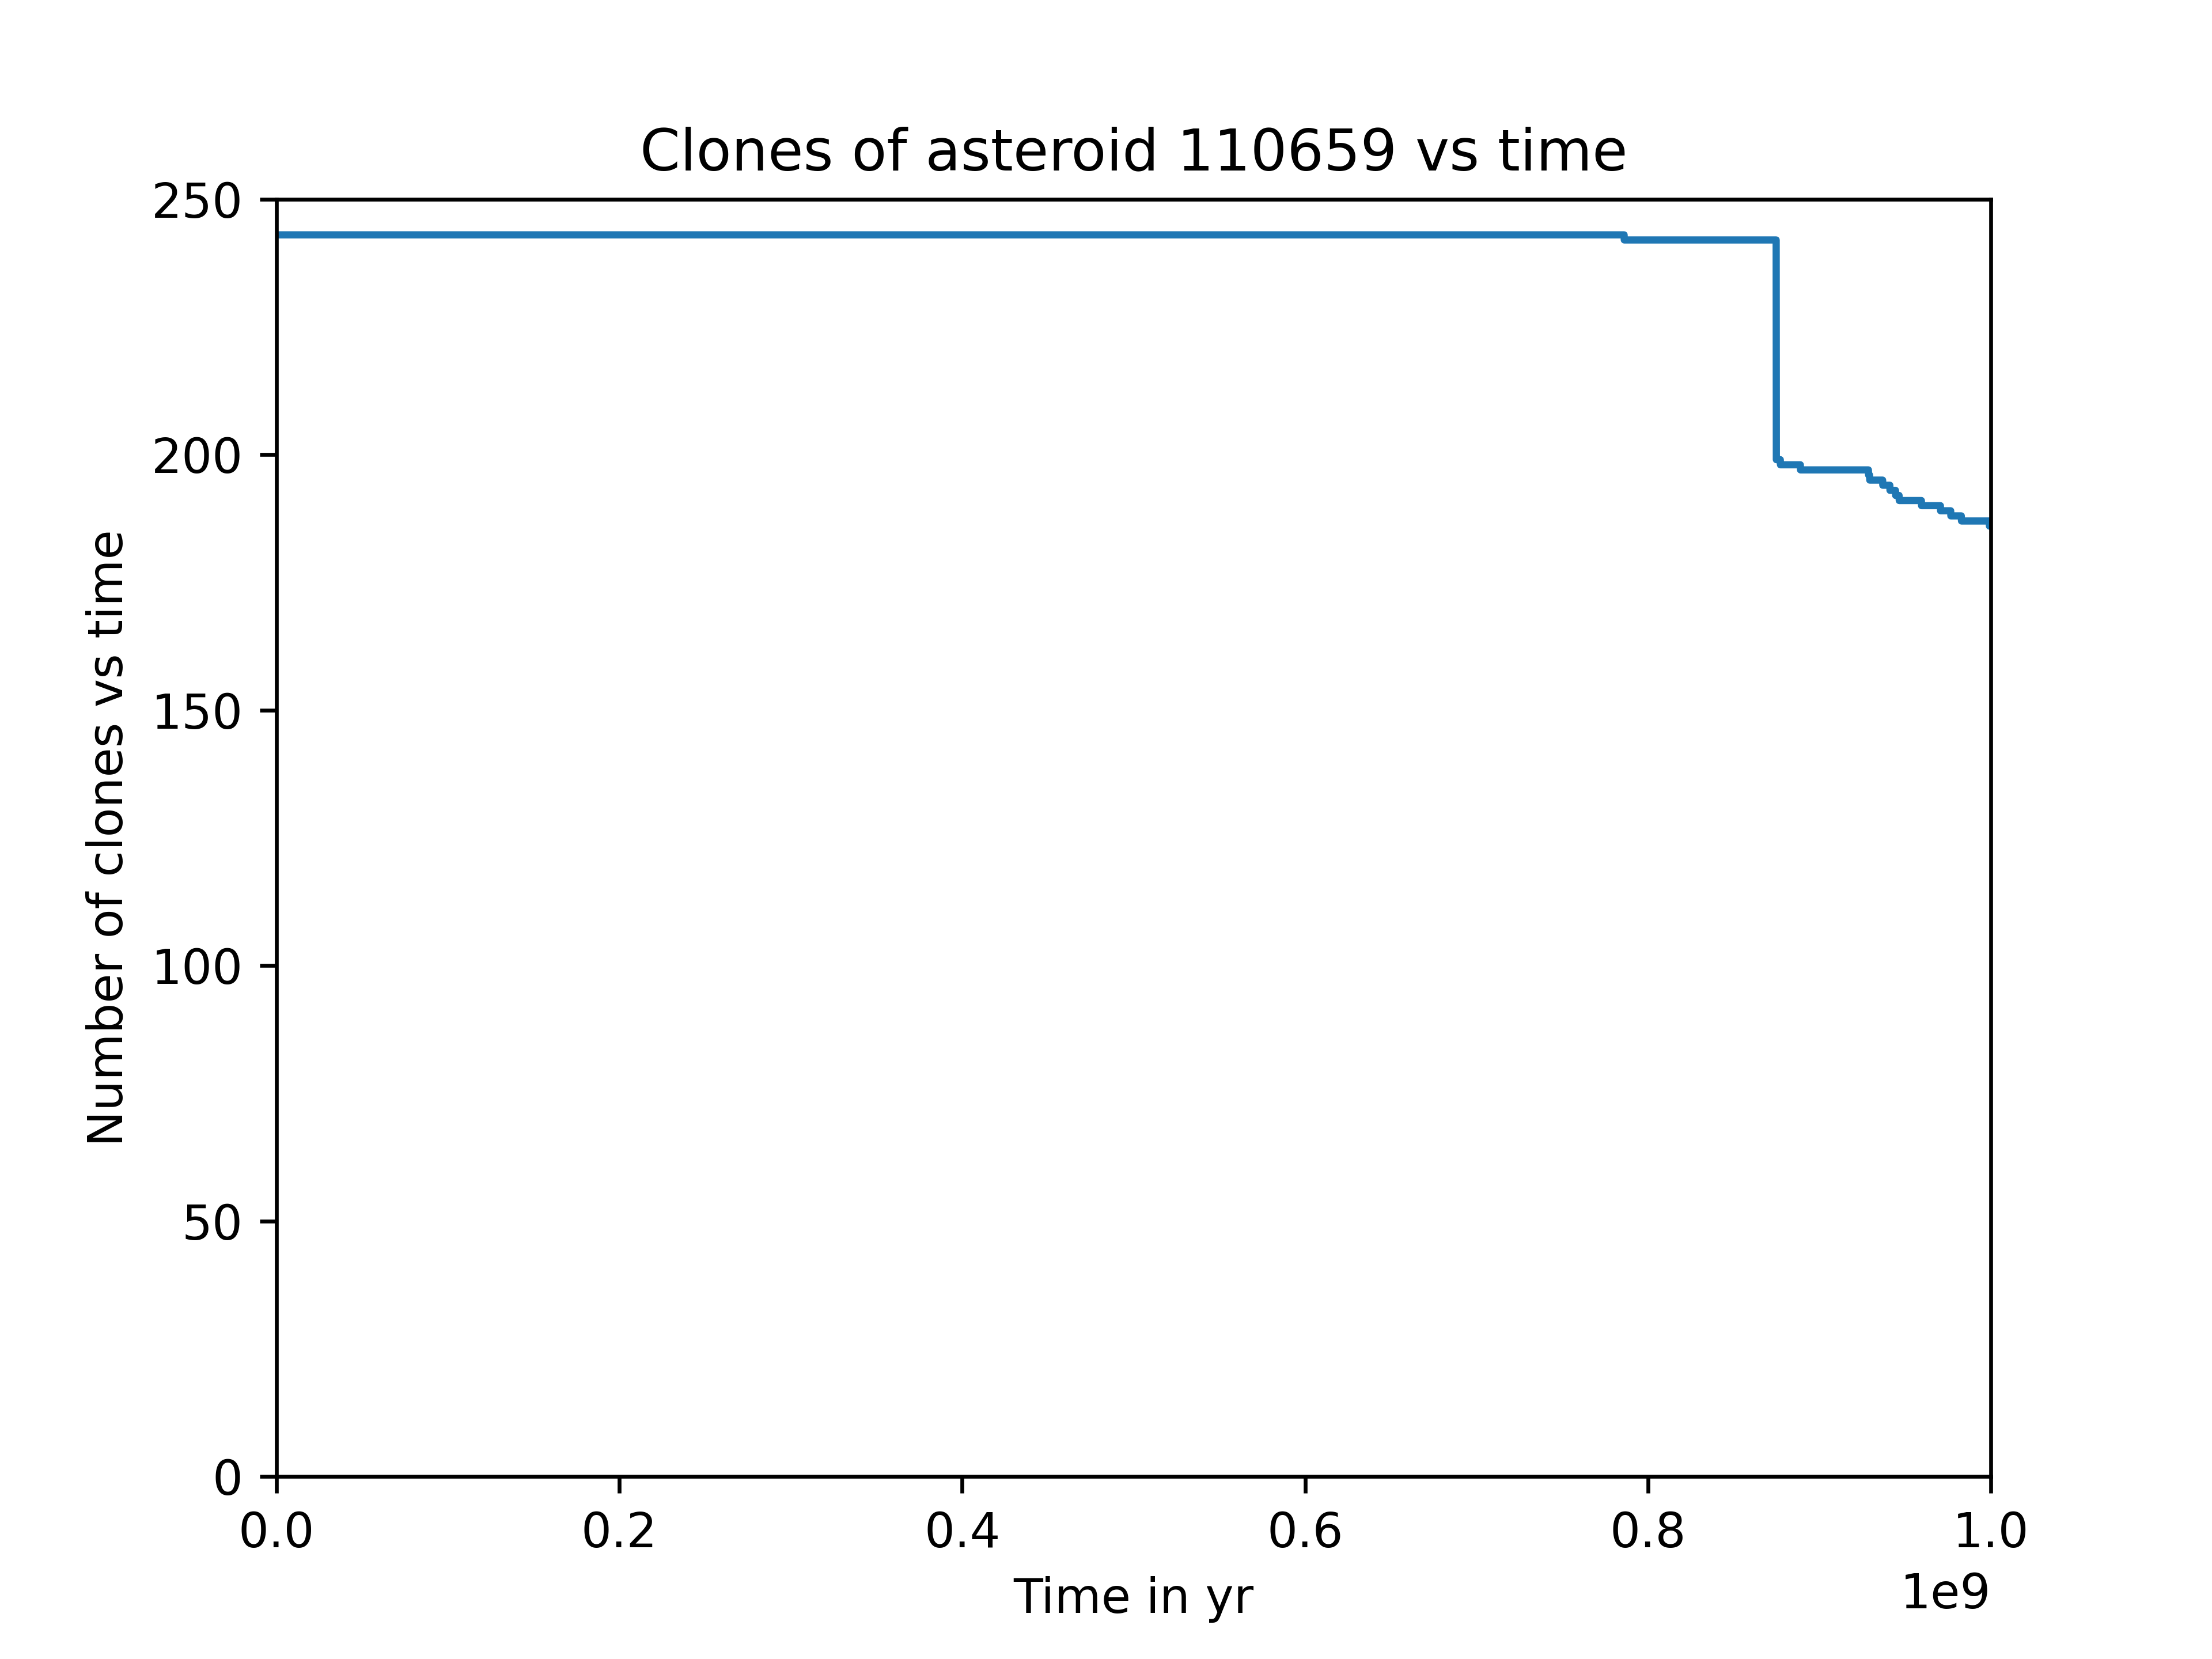 Clones of asteroid 110659 vs time
Number of clones vs time
250
200
150
100
50
0
0.0 0.2 0.4 0.6 0.8 1.0
Time in yr
1e9